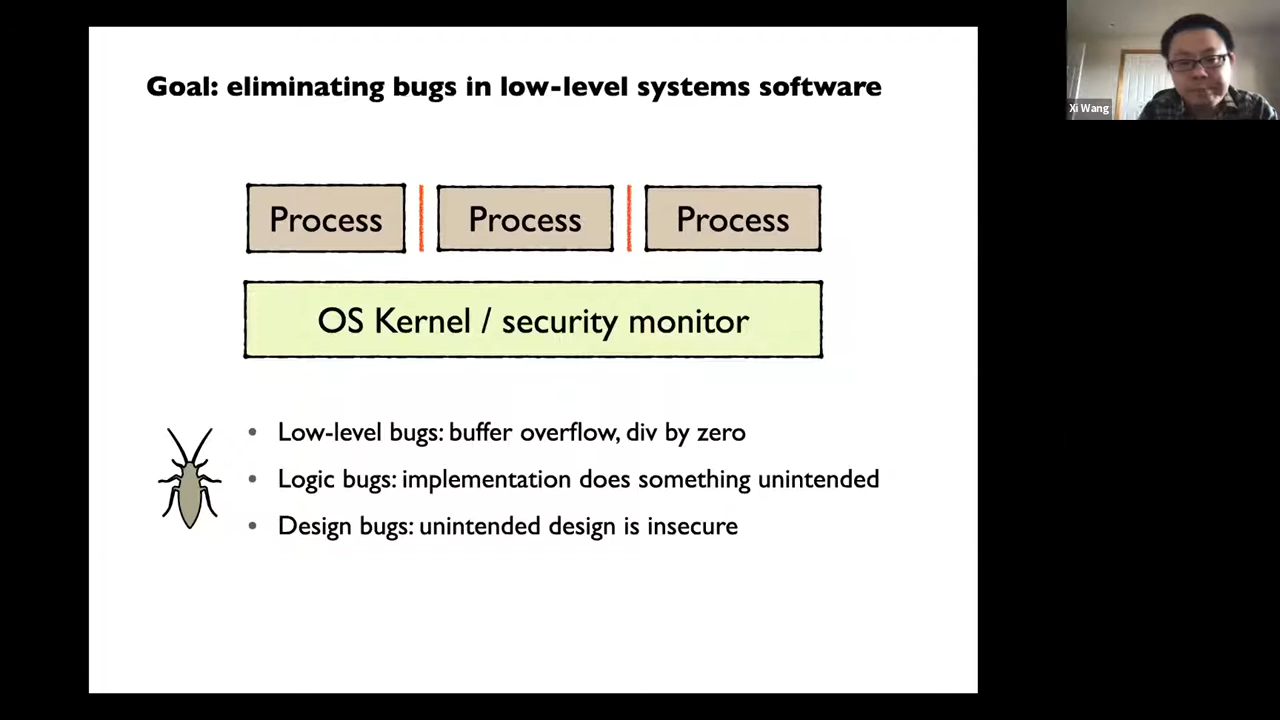 Goal: eliminating bugs in low-level systems software
Xi Wang
Process
Process
Process
OS Kernel / security monitor
• Low-level bugs: buffer overflow, div by zero
• Logic bugs: implementation does something unintended
• Design bugs: unintended design is insecure